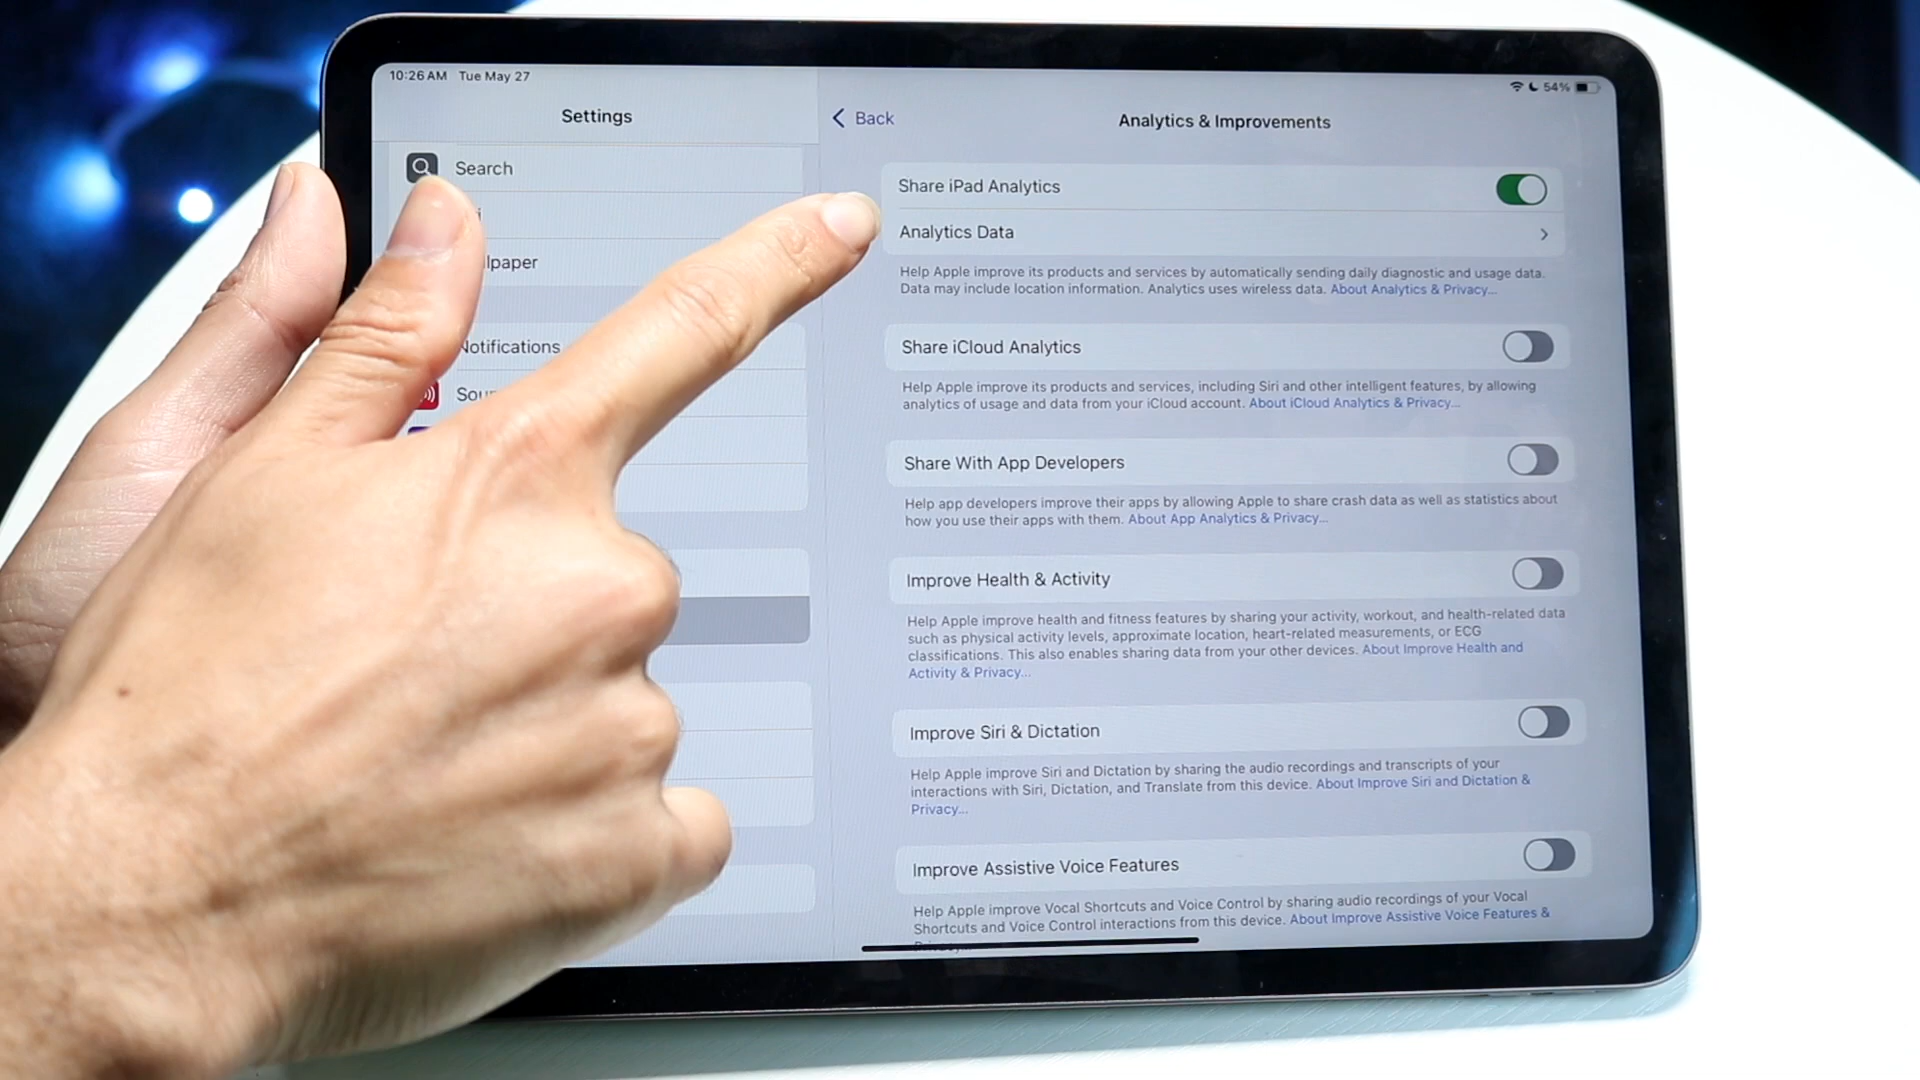 10:26 AM Tue May 27
54%
Settings
Search
lpaper
Notifications
Back
Analytics & Improvements
Share iPad Analytics
Analytics Data
Help Apple improve its products and services by automatically sending daily diagnostic and usage data.
Data may include location information. Analytics uses wireless data. About Analytics & Privacy...
Share iCloud Analytics
Help Apple improve its products and services, including Siri and other intelligent features, by allowing
analytics of usage and data from your iCloud account. About iCloud Analytics & Privacy...
Share With App Developers
Help app developers improve their apps by allowing Apple to share crash data as well as statistics about
how you use their apps with them. About App Analytics & Privacy...
Improve Health & Activity
Help Apple improve health and fitness features by sharing your activity, workout, and health-related data
such as physical activity levels, approximate location, heart-related measurements, or ECG
classifications. This also enables sharing data from your other devices. About Improve Health and
Activity & Privacy...
Improve Siri & Dictation
Help Apple improve Siri and Dictation by sharing the audio recordings and transcripts of your
interactions with Siri, Dictation, and Translate from this device. About Improve Siri and Dictation &
Privacy...
Improve Assistive Voice Features
Help Apple improve Vocal Shortcuts and Voice Control by sharing audio recordings of your Vocal
Shortcuts and Voice Control interactions from this device. About Improve Assistive Voice Features &